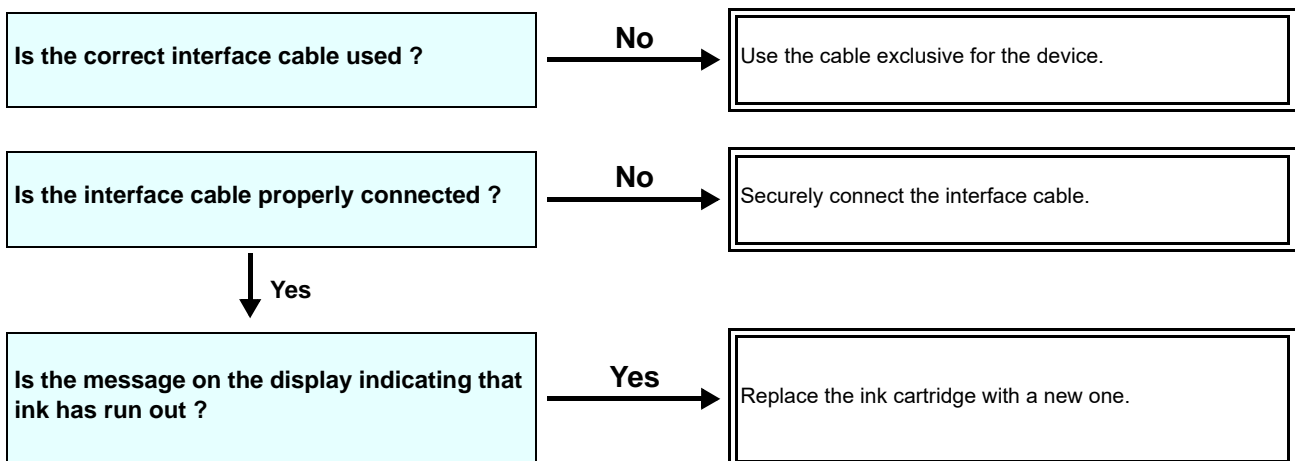 Is the correct interface cable used ?
No
Use the cable exclusive for the device.
Is the interface cable properly connected ?
No
Securely connect the interface cable.
Yes
Is the message on the display indicating that
ink has run out ?
Yes
Replace the ink cartridge with a new one.